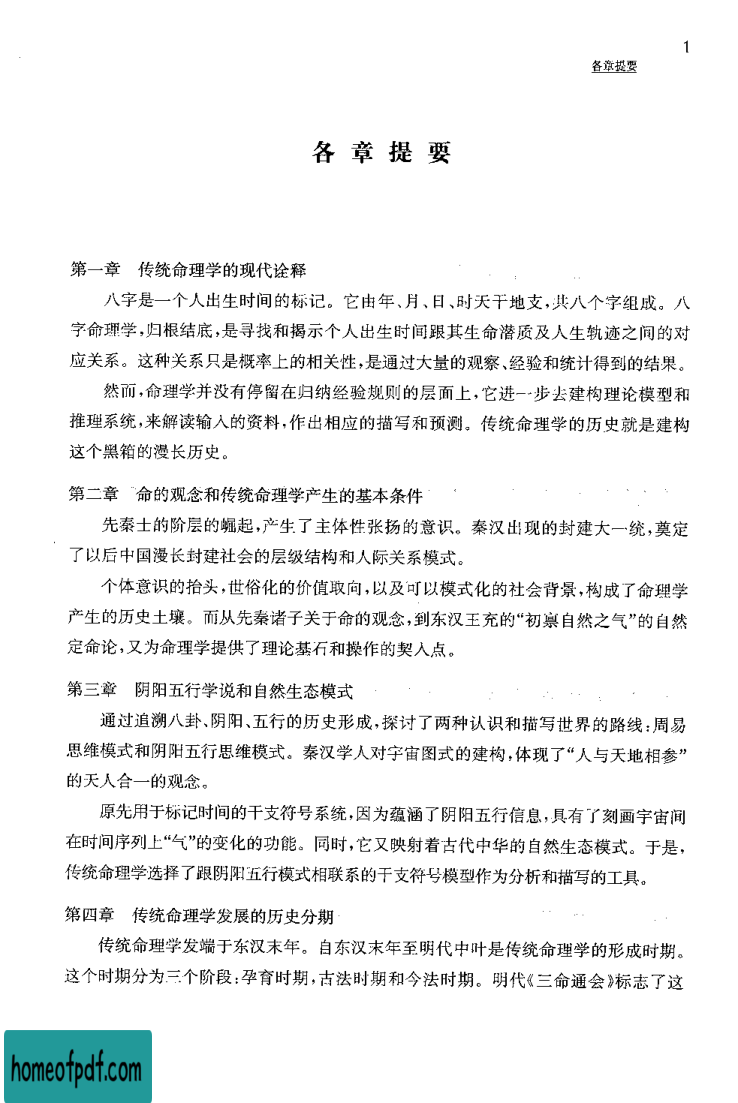 1
各章提要
各章提要
第一章 传统命理学的现代诠释
八字是一个人出生时间的标记。它由年、月、日、时天干地支,共八个字组成。八
字命理学,归根结底,是寻找和揭示个人出生时间跟其生命潜质及人生轨迹之间的对
应关系。这种关系只是概率上的相关性,是通过大量的观察、经验和统计得到的结果。
然而,命理学并没有停留在归纳经验规则的层面上,它进一步去建构理论模型和
推理系统,来解读输入的资料,作出相应的描写和预测。传统命理学的历史就是建构
这个黑箱的漫长历史。
第二章 命的观念和传统命理学产生的基本条件
先秦士的阶层的崛起,产生了主体性张扬的意识。秦汉出现的封建大一统,奠定
了以后中国漫长封建社会的层级结构和人际关系模式。
个体意识的抬头,世俗化的价值取向,以及可以模式化的社会背景,构成了命理学
产生的历史土壤。而从先秦诸子关于命的观念,到东汉王充的“初禀自然之气”的自然
定命论,又为命理学提供了理论基石和操作的契入点。
第三章 阴阳五行学说和自然生态模式
通过追溯八卦、阴阳、五行的历史形成,探讨了两种认识和描写世界的路线:周易
思维模式和阴阳五行思维模式。秦汉学人对宇宙图式的建构,体现了“人与天地相参”
的天人合一的观念。
原先用于标记时间的干支符号系统,因为蕴涵了阴阳五行信息,具有了刻画宇宙间
在时间序列上“气”的变化的功能。同时,它又映射着古代中华的自然生态模式。于是,
传统命理学选择了跟阴阳五行模式相联系的干支符号模型作为分析和描写的工具。
第四章 传统命理学发展的历史分期
传统命理学发端于东汉末年。自东汉末年至明代中叶是传统命理学的形成时期。
这个时期分为三个阶段:孕育时期,古法时期和今法时期。明代《三命通会》标志了这
homeofpdf.com